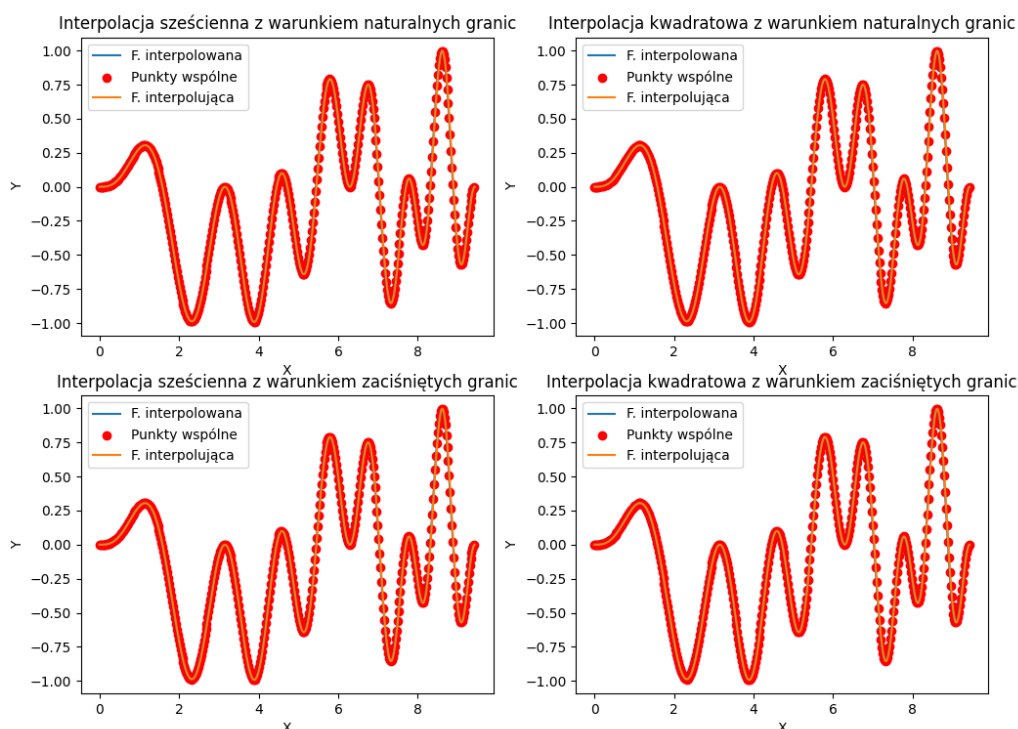 Interpolacja sześcienna z warunkiem naturalnych granic
1.00
0.75
0.50
0.25
0.00
−0.25
−0.50
−0.75
−1.00
Y
F. interpolowana
Punkty wspólne
F. interpolująca
0
2
4
6
8
X
Interpolacja kwadratowa z warunkiem naturalnych granic
1.00
0.75
0.50
0.25
0.00
−0.25
−0.50
−0.75
−1.00
Y
F. interpolowana
Punkty wspólne
F. interpolująca
0
2
4
6
8
X
Interpolacja sześcienna z warunkiem zaciśniętych granic
1.00
0.75
0.50
0.25
0.00
−0.25
−0.50
−0.75
−1.00
Y
F. interpolowana
Punkty wspólne
F. interpolująca
0
2
4
6
8
X
Interpolacja kwadratowa z warunkiem zaciśniętych granic
1.00
0.75
0.50
0.25
0.00
−0.25
−0.50
−0.75
−1.00
Y
F. interpolowana
Punkty wspólne
F. interpolująca
0
2
4
6
8
X